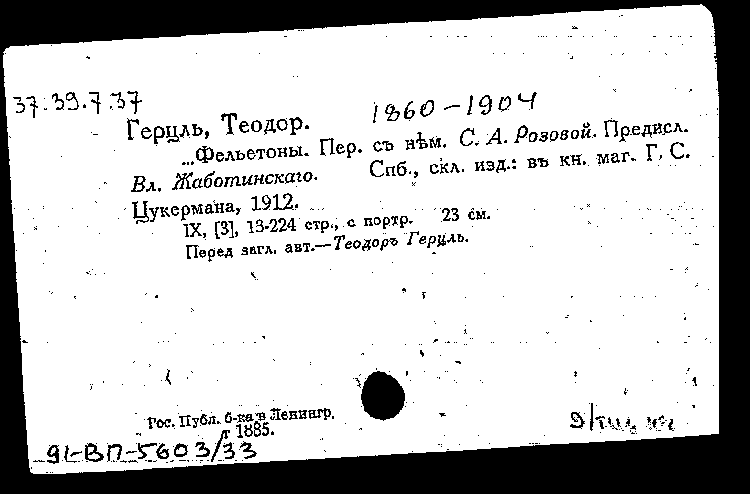 37.39.7.37
1860-1904
Герцль, Теодор.
...Фельетоны. Пер. съ нѣм. С. А. Розовой. Предисл.
Вл. Жаботинскаго. Спб., скл. изд.: въ кн. маг. Г. С.
Цукермана, 1912.
IX, [3], 13-224 стр., с портр. 23 см.
Перед загл. авт.—Теодоръ Герцль.
Гос. Публ. б-ка в Ленингр.
т 1885.
91-ВП-5603/33